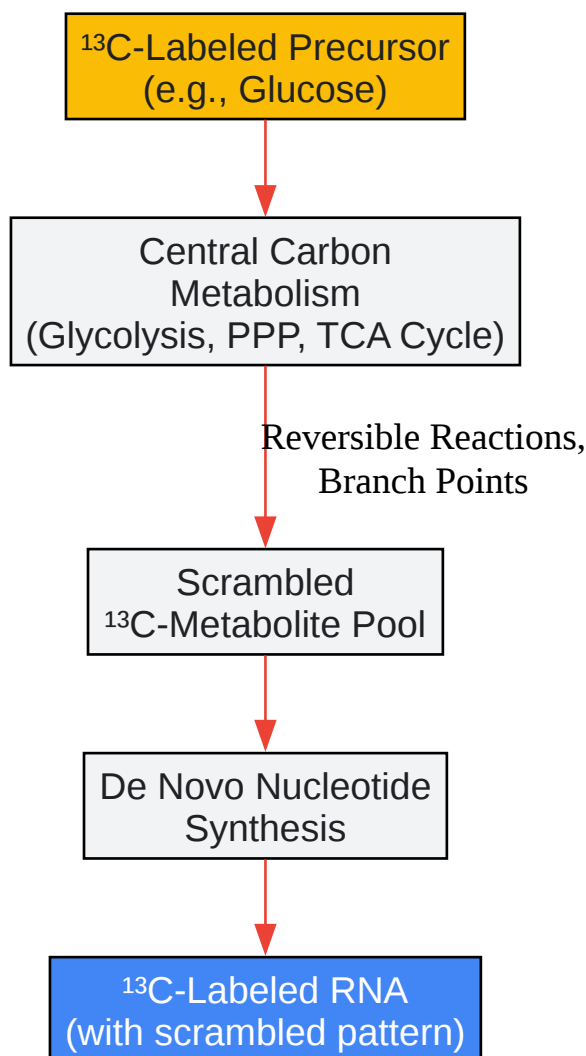 ¹³C-Labeled Precursor
(e.g., Glucose)
Central Carbon
Metabolism
(Glycolysis, PPP, TCA Cycle)
Reversible Reactions,
Branch Points
Scrambled
¹³C-Metabolite Pool
De Novo Nucleotide
Synthesis
¹³C-Labeled RNA
(with scrambled pattern)